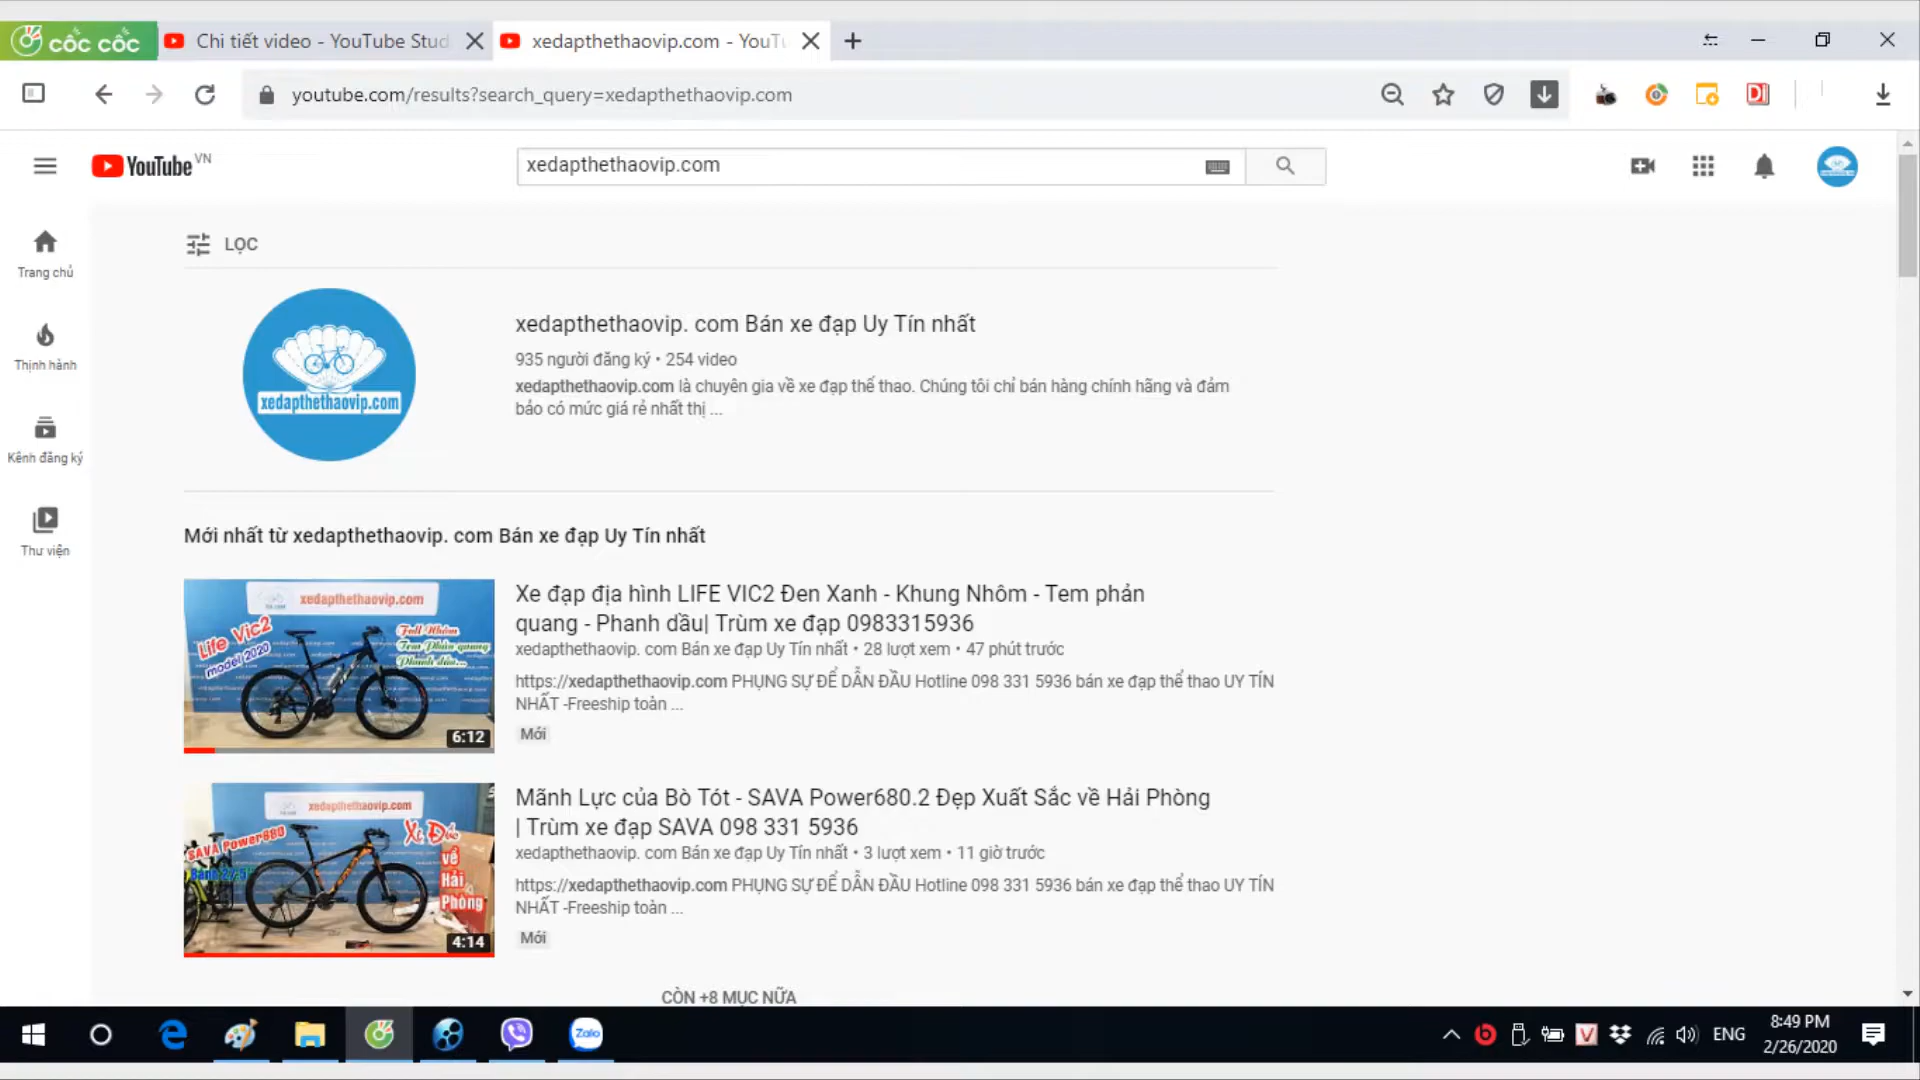 cốc cốc
Chi tiết video - YouTube Stud
xedapthethaovip.com - YouTu
youtube.com/results?search_query=xedapthethaovip.com
YouTube VN
xedapthethaovip.com
Trang chủ
Thịnh hành
Kênh đăng ký
Thư viện
LỌC
xedapthethaovip.com
xedapthethaovip. com Bán xe đạp Uy Tín nhất
935 người đăng ký • 254 video
xedapthethaovip.com là chuyên gia về xe đạp thể thao. Chúng tôi chỉ bán hàng chính hãng và đảm
bảo có mức giá rẻ nhất thị ...
Mới nhất từ xedapthethaovip. com Bán xe đạp Uy Tín nhất
xedapthethaovip.com
Life Vic2
model 2020
Full Nhôm
Tem Phản quang
Phanh dầu...
6:12
Xe đạp địa hình LIFE VIC2 Đen Xanh - Khung Nhôm - Tem phản
quang - Phanh dầu| Trùm xe đạp 0983315936
xedapthethaovip. com Bán xe đạp Uy Tín nhất • 28 lượt xem • 47 phút trước
https://xedapthethaovip.com PHỤNG SỰ ĐỂ DẪN ĐẦU Hotline 098 331 5936 bán xe đạp thể thao UY TÍN
NHẤT -Freeship toàn ...
Mới
xedapthethaovip.com
SAVA Power680
Bánh 27.5"
về
Hải
Phòng
4:14
Mãnh Lực của Bò Tót - SAVA Power680.2 Đẹp Xuất Sắc về Hải Phòng
| Trùm xe đạp SAVA 098 331 5936
xedapthethaovip. com Bán xe đạp Uy Tín nhất • 3 lượt xem • 11 giờ trước
https://xedapthethaovip.com PHỤNG SỰ ĐỂ DẪN ĐẦU Hotline 098 331 5936 bán xe đạp thể thao UY TÍN
NHẤT -Freeship toàn ...
Mới
CÒN +8 MỤC NỮA
Zalo
ENG
8:49 PM
2/26/2020